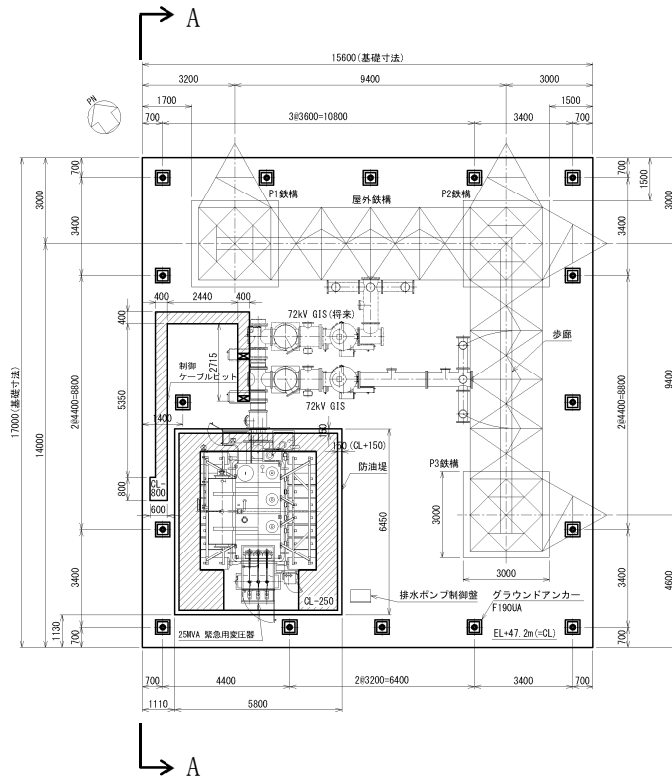 A
15600(基礎寸法)
3200
9400
3000
1700
1500
700
3@3600=10800
3400
700
PN
700
3000
3400
P1鉄構
屋外鉄構
P2鉄構
700
1500
3000
3400
400
2440
400
400
72kV GIS(将来)
2715
歩廊
制御
ケーブルピット
17000(基礎寸法)
14000
2@4400=8800
5350
72kV GIS
2@4400=8800
9400
1400
150
150(CL+150)
防油堤
P3鉄構
CL-
800
800
600
3000
6450
3000
3400
CL-250
排水ポンプ制御盤
グラウンドアンカー
F190UA
3400
4600
1130
700
25MVA 緊急用変圧器
EL+47.2m(=CL)
700
700
4400
2@3200=6400
3400
700
1110
5800
A